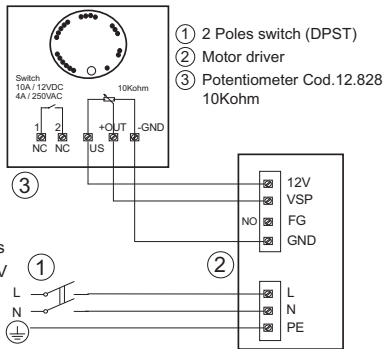 1 2 Poles switch (DPST)
2 Motor driver
3 Potentiometer Cod.12.828
10Kohm
Switch
10A / 12VDC
4A / 250VAC
10Kohm
1 2 +OUT -GND
NC NC US
3
12V
VSP
NO FG
GND
s
V
1
2
L
N
L
N
PE